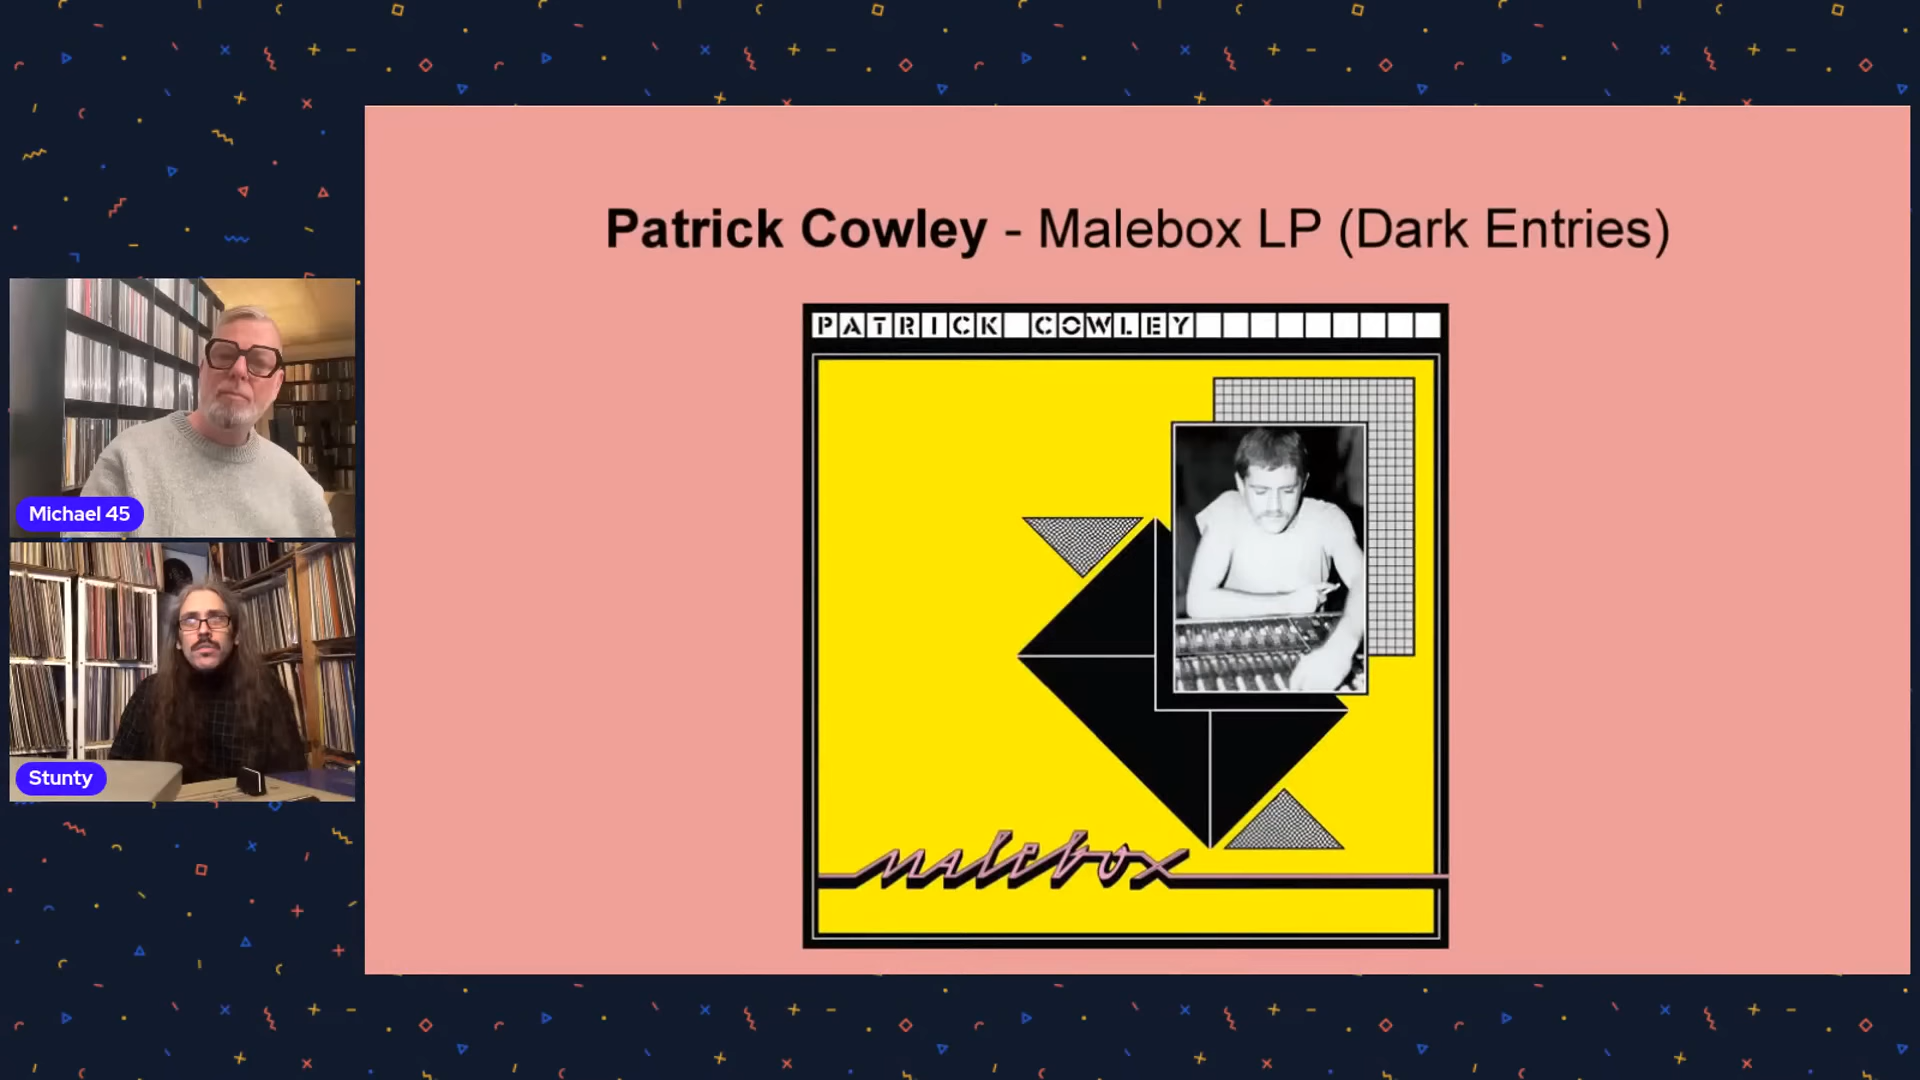 Patrick Cowley - Malebox LP (Dark Entries)
PATRICK COWLEY
malebox
Michael 45
Stunty